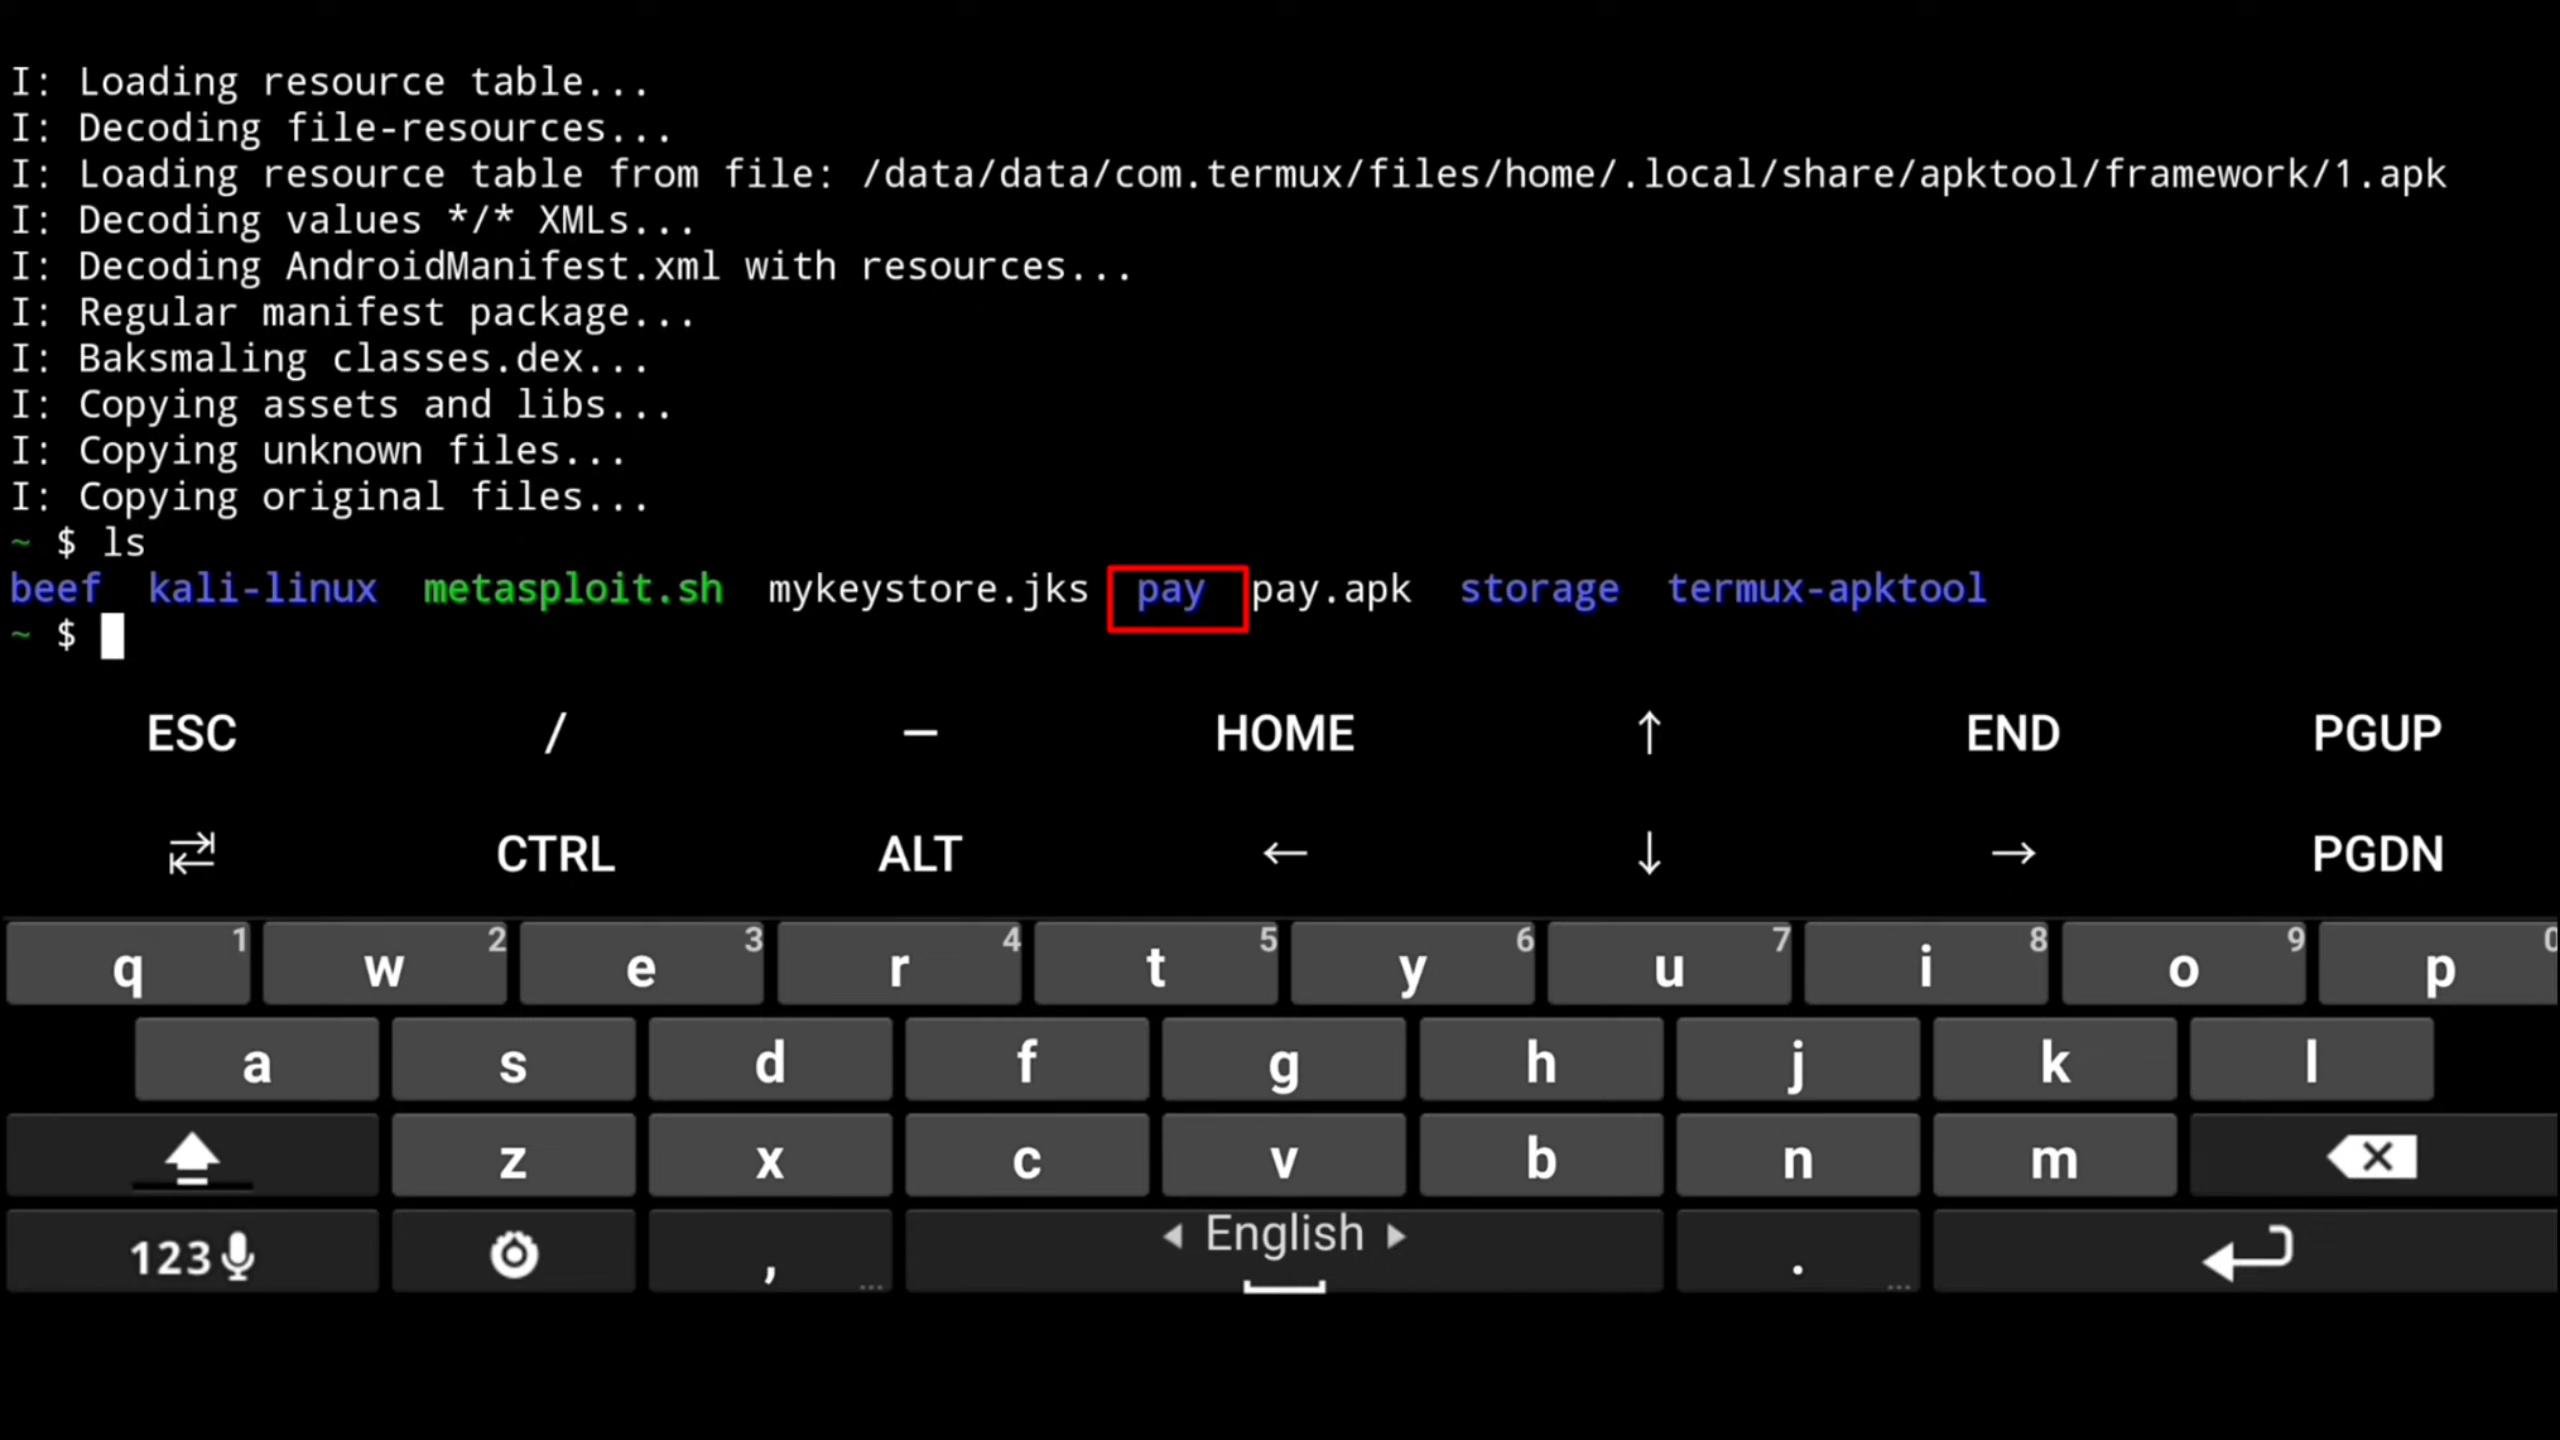 I: Loading resource table...
I: Decoding file-resources...
I: Loading resource table from file: /data/data/com.termux/files/home/.local/share/apktool/framework/1.apk
I: Decoding values */* XMLs...
I: Decoding AndroidManifest.xml with resources...
I: Regular manifest package...
I: Baksmaling classes.dex...
I: Copying assets and libs...
I: Copying unknown files...
I: Copying original files...
~ $ ls
beef kali-linux metasploit.sh mykeystore.jks pay pay.apk storage termux-apktool
~ $
ESC / — HOME ↑ END PGUP
CTRL ALT ← ↓ → PGDN
q 1 w 2 e 3 r 4 t 5 y 6 u 7 i 8 o 9 p 0
a s d f g h j k l
z x c v b n m
123 , ... English . ...